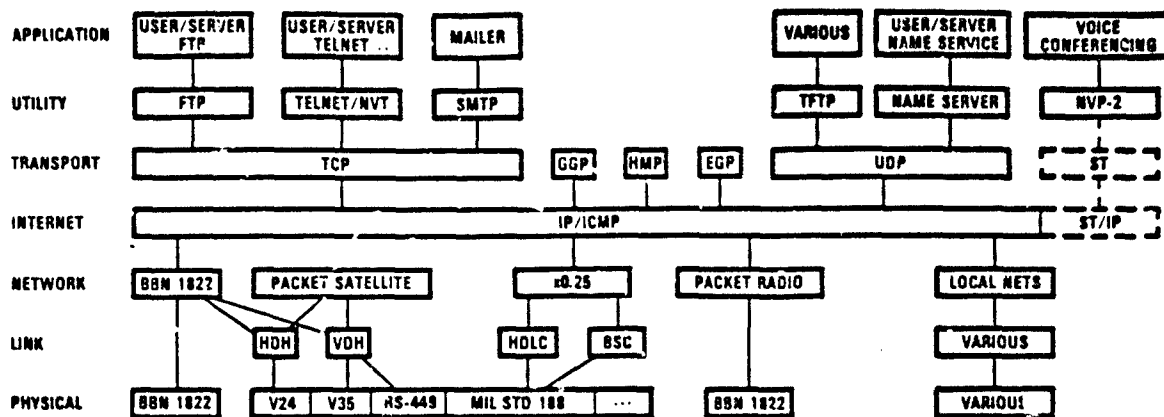 APPLICATION
USER/SERVER
FTP
USER/SERVER
TELNET ..
MAILER
VARIOUS
USER/SERVER
NAME SERVICE
VOICE
CONFERENCING
UTILITY
FTP
TELNET/NVT
SMTP
TFTP
NAME SERVER
NVP-2
TRANSPORT
TCP
GGP
HMP
EGP
UDP
ST
INTERNET
IP/ICMP
ST/IP
NETWORK
BBN 1822
PACKET SATELLITE
x0.25
PACKET RADIO
LOCAL NETS
LINK
HDH
VDH
HDLC
BSC
VARIOUS
PHYSICAL
BBN 1822
V24
V35
RS-449
MIL STD 188
...
BBN 1822
VARIOUS